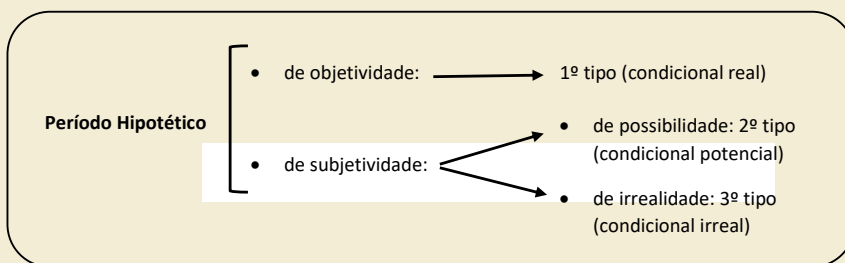 • de objetividade: 1º tipo (condicional real)
Período Hipotético
• de possibilidade: 2º tipo
(condicional potencial)
• de subjetividade:
• de irrealidade: 3º tipo
(condicional irreal)